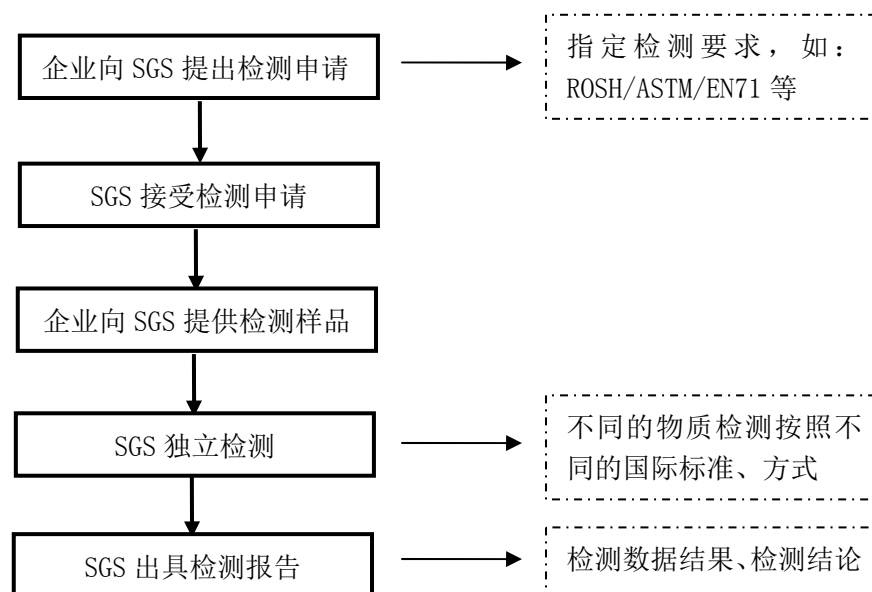 企业向 SGS 提出检测申请
指定检测要求，如：
ROSH/ASTM/EN71 等
SGS 接受检测申请
企业向 SGS 提供检测样品
SGS 独立检测
不同的物质检测按照不
同的国际标准、方式
SGS 出具检测报告
检测数据结果、检测结论